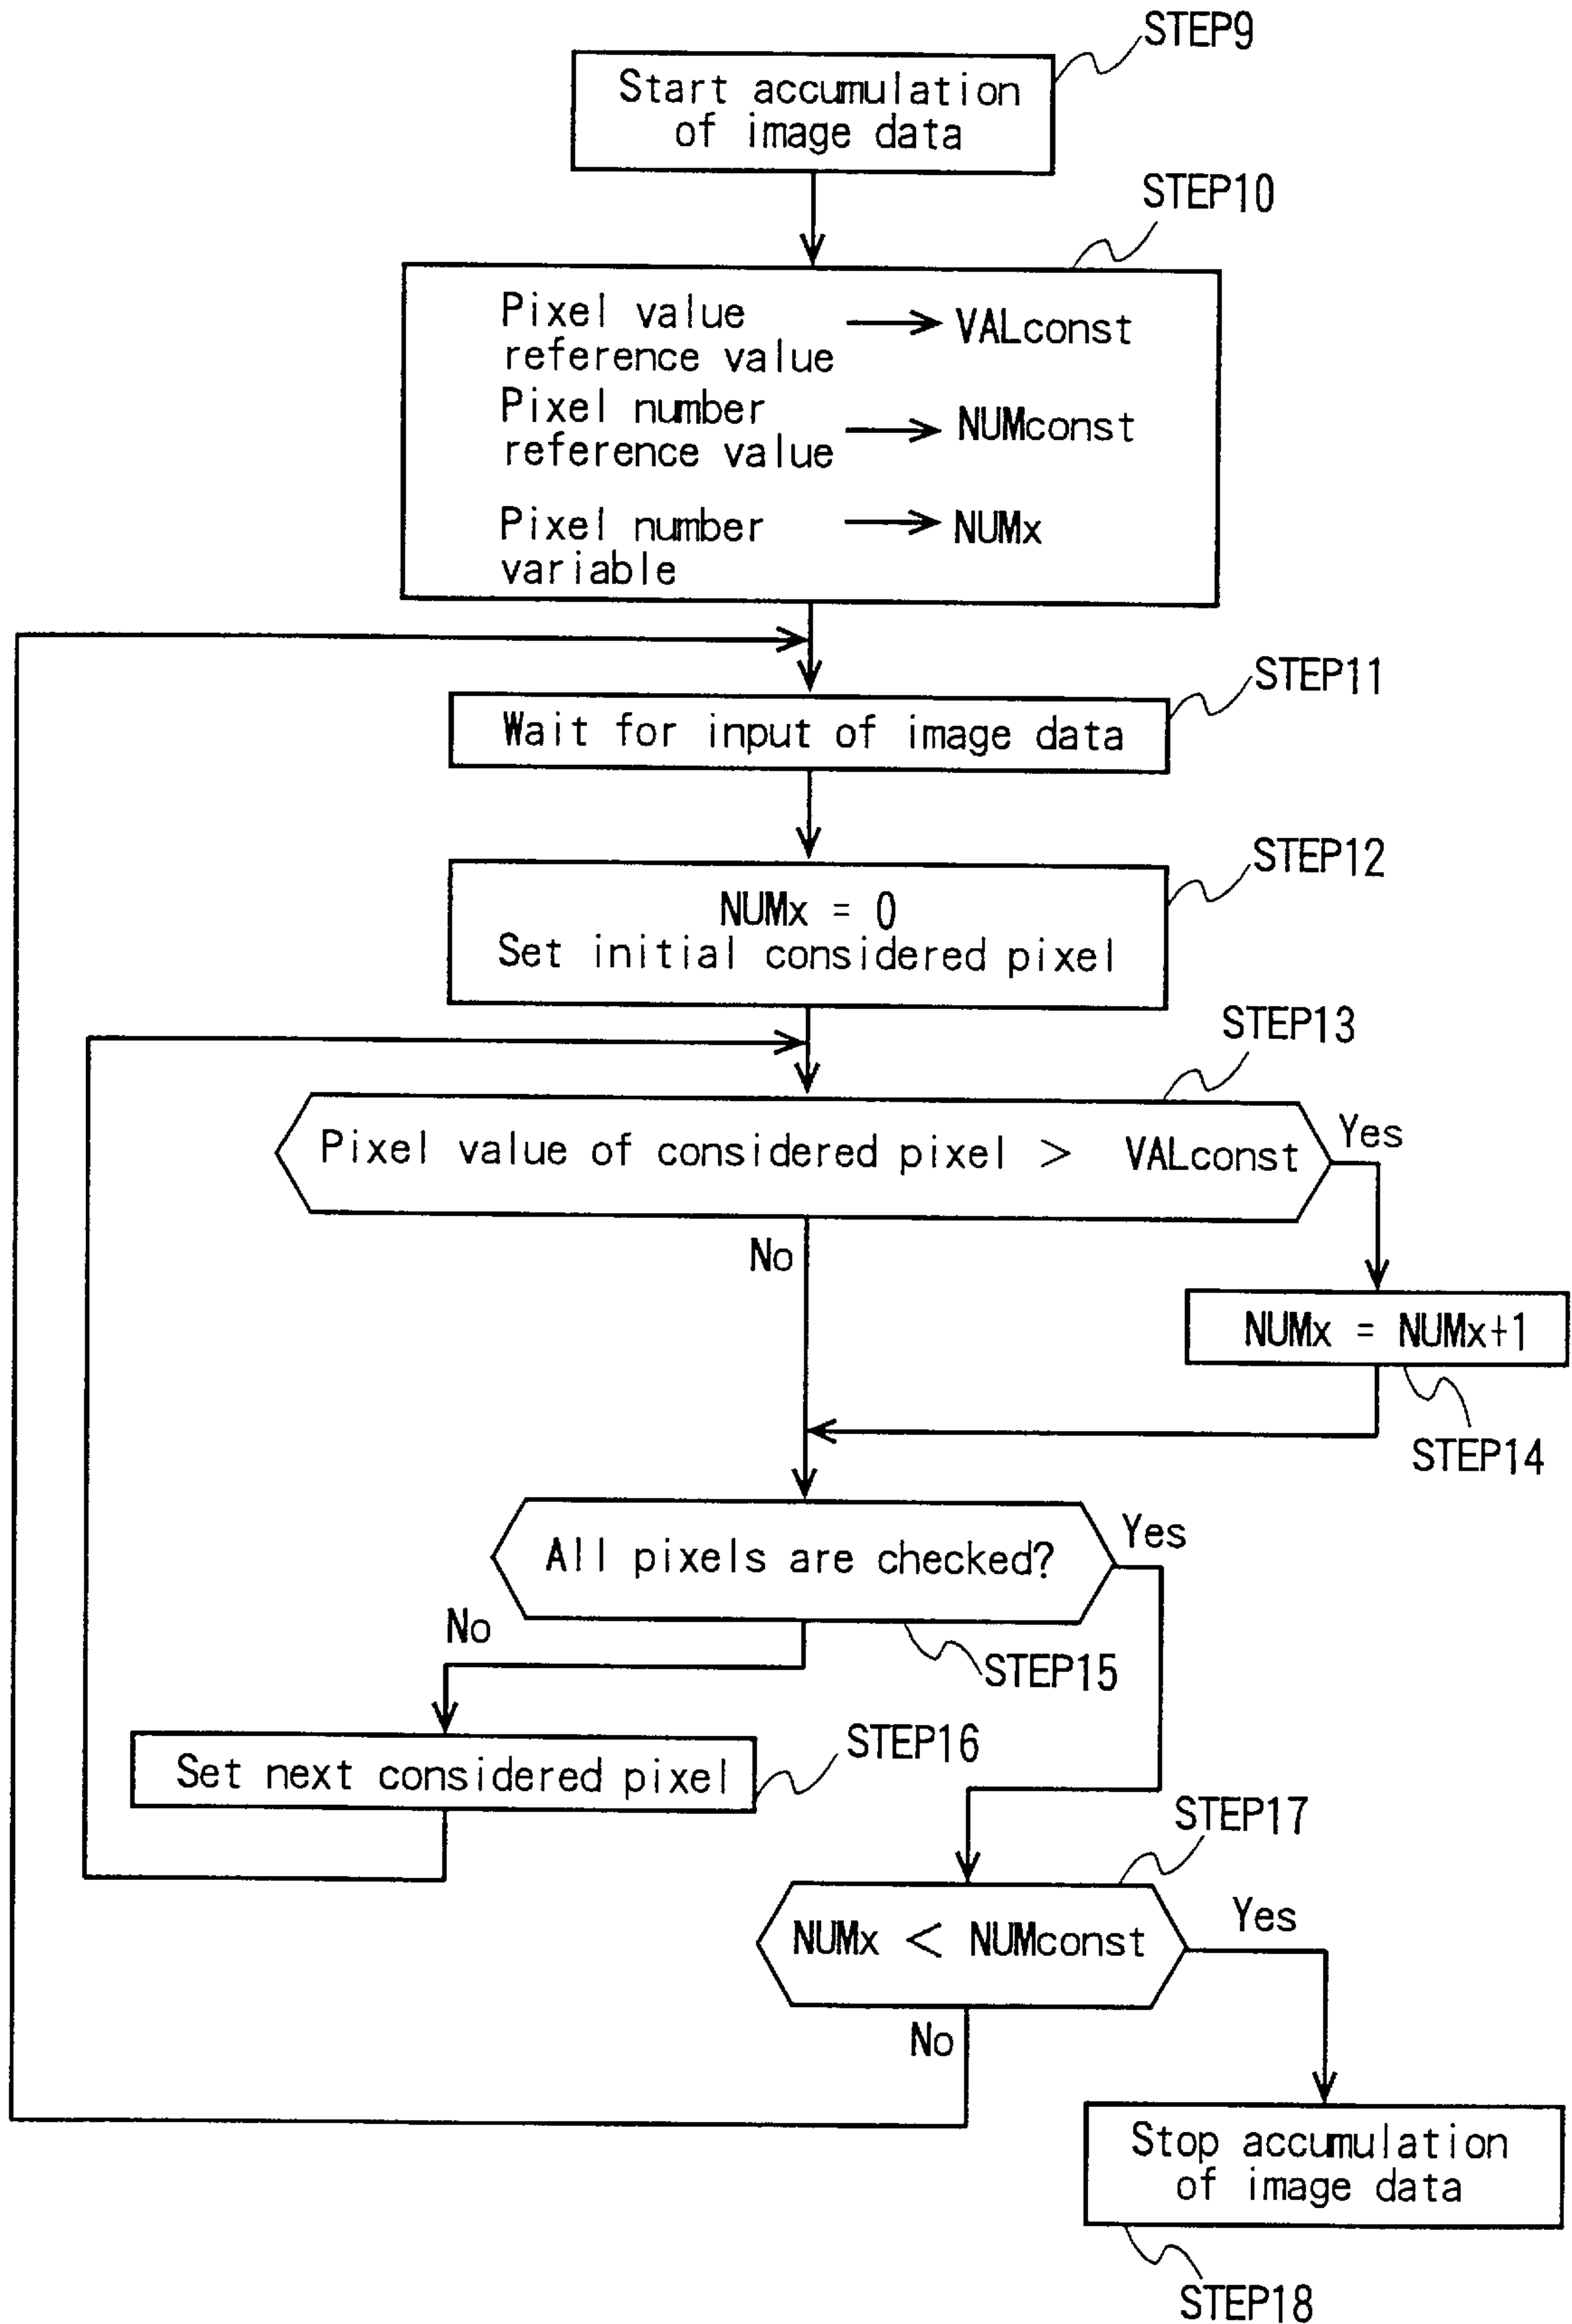 STEP9
Start accumulation
of image data
STEP10
Pixel value
reference value
VALconst
Pixel number
reference value
NUMconst
Pixel number
variable
NUMx
STEP11
Wait for input of image data
STEP12
NUMx = 0
Set initial considered pixel
STEP13
Pixel value of considered pixel > VALconst
Yes
No
NUMx = NUMx+1
STEP14
All pixels are checked?
Yes
No
STEP15
STEP16
Set next considered pixel
STEP17
NUMx < NUMconst
Yes
No
Stop accumulation
of image data
STEP18